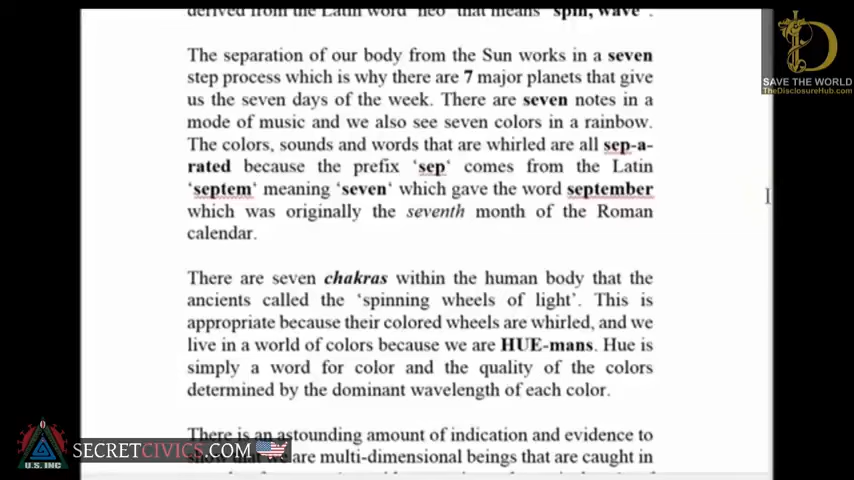 derived from the Latin word 'neo' that means 'spin, wave'.
The separation of our body from the Sun works in a seven
step process which is why there are 7 major planets that give
us the seven days of the week. There are seven notes in a
mode of music and we also see seven colors in a rainbow.
The colors, sounds and words that are whirled are all sep-a-
rated because the prefix 'sep' comes from the Latin
'septem' meaning 'seven' which gave the word september
which was originally the seventh month of the Roman
calendar.
There are seven chakras within the human body that the
ancients called the 'spinning wheels of light'. This is
appropriate because their colored wheels are whirled, and we
live in a world of colors because we are HUE-mans. Hue is
simply a word for color and the quality of the colors
determined by the dominant wavelength of each color.
There is an astounding amount of indication and evidence to
are multi-dimensional beings that are caught in
SAVE THE WORLD
TheDisclosureHub.com
U.S. INC
SECRETCIVICS.COM